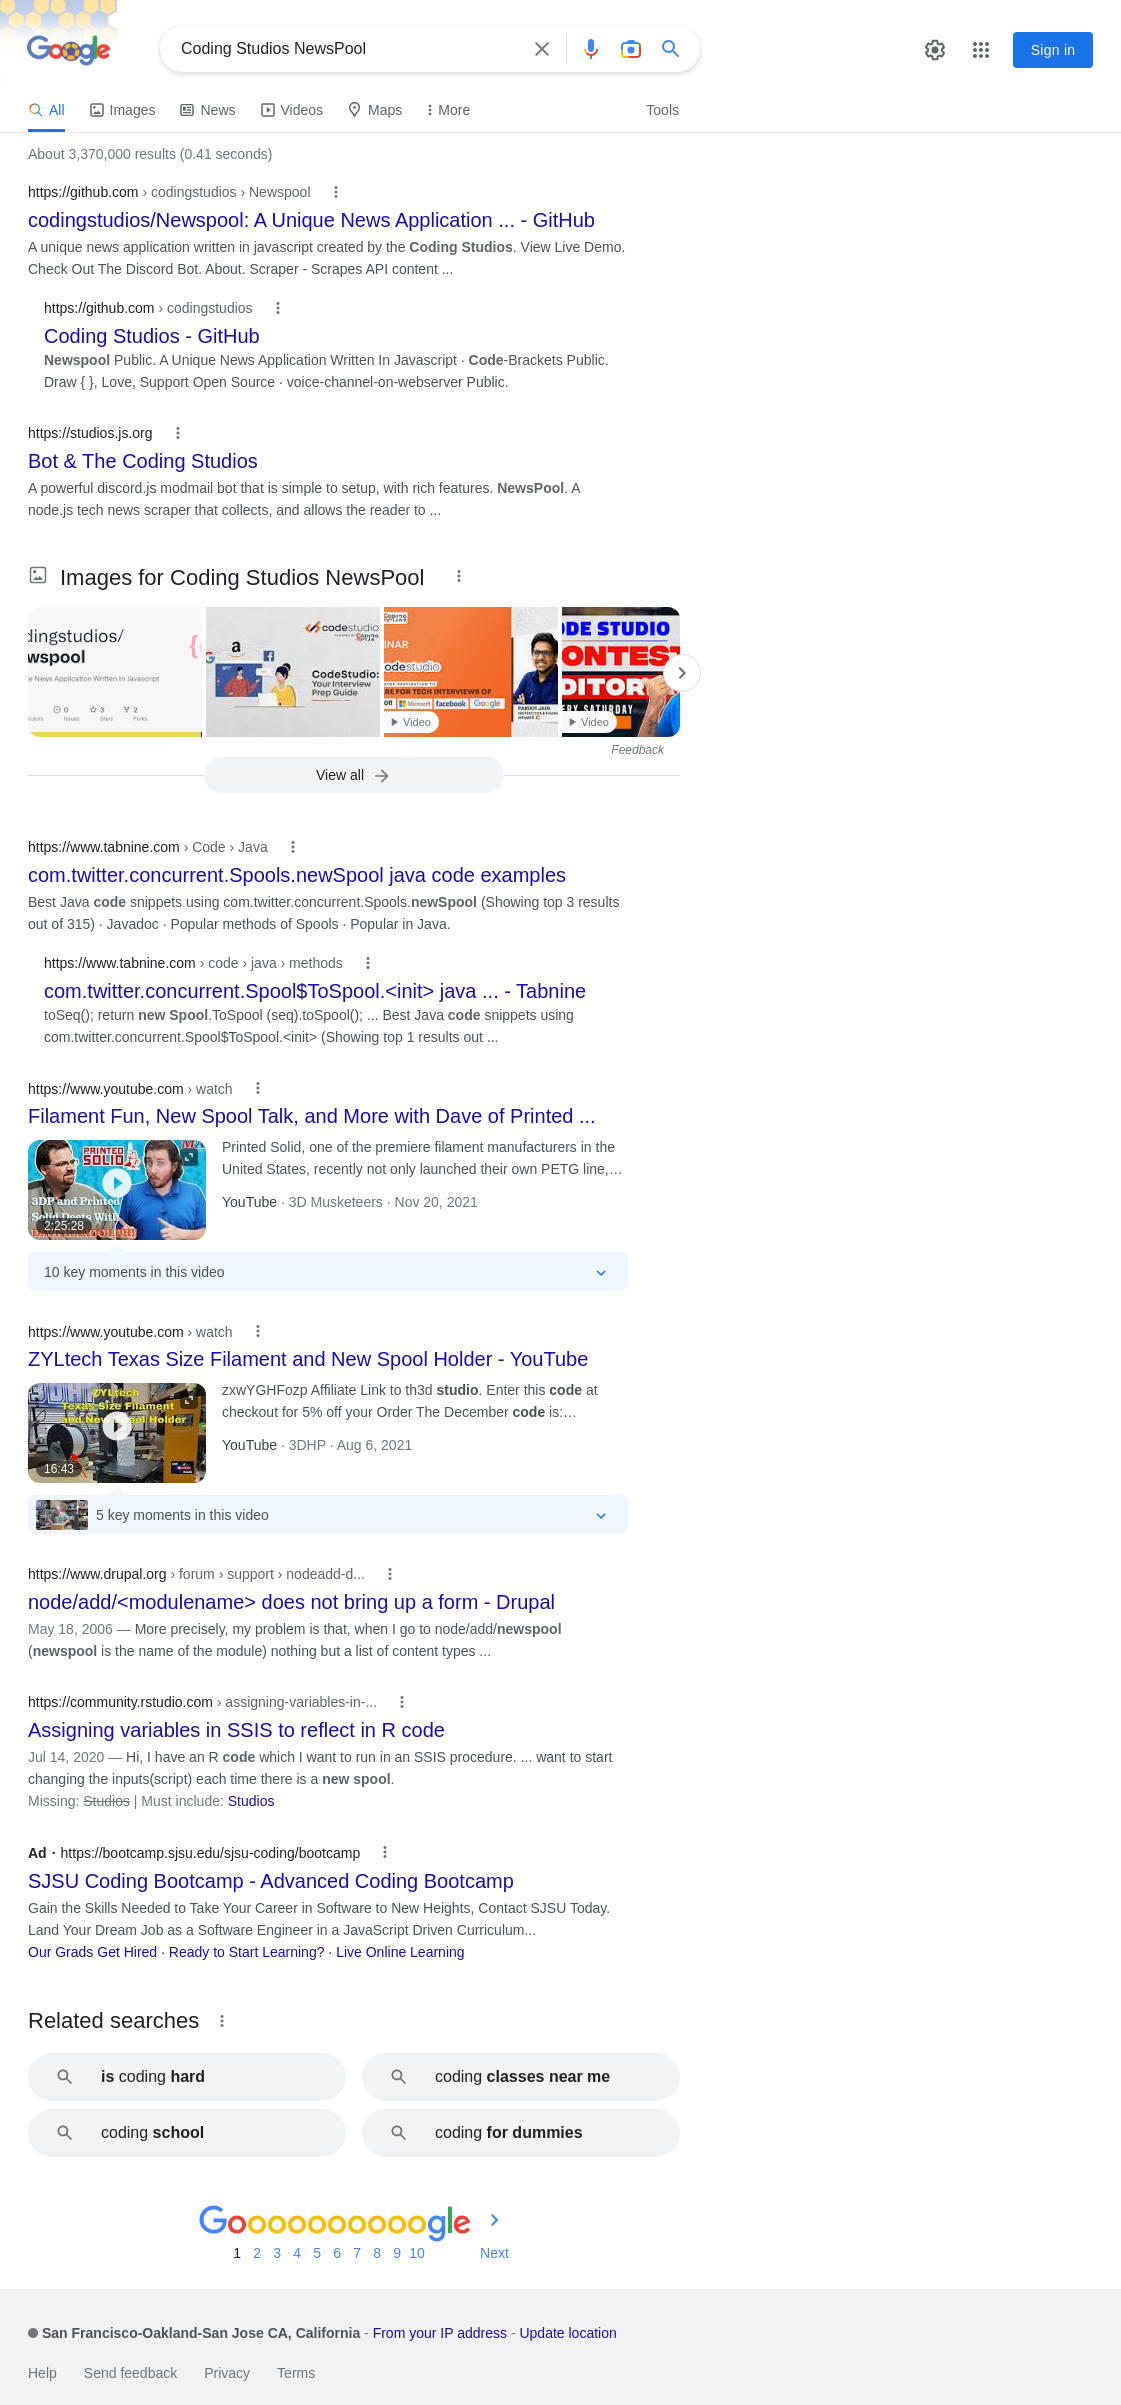 Google
Coding Studios NewsPool
Sign in
All
Images
News
Videos
Maps
More
Tools
About 3,370,000 results (0.41 seconds)
https://github.com › codingstudios › Newspool
codingstudios/Newspool: A Unique News Application ... - GitHub
A unique news application written in javascript created by the Coding Studios. View Live Demo.
Check Out The Discord Bot. About. Scraper - Scrapes API content ...
https://github.com › codingstudios
Coding Studios - GitHub
Newspool Public. A Unique News Application Written In Javascript · Code-Brackets Public.
Draw { }, Love, Support Open Source · voice-channel-on-webserver Public.
https://studios.js.org
Bot & The Coding Studios
A powerful discord.js modmail bot that is simple to setup, with rich features. NewsPool. A
node.js tech news scraper that collects, and allows the reader to ...
Images for Coding Studios NewsPool
dingstudios/
wspool
e News Application Written In Javascript
0
3
2
utors
Issues
Stars
Forks
codestudio
CodeStudio:
Your Interview
Prep Guide
INAR
codestudio
RE FOR TECH INTERVIEWS OF
on
Microsoft
facebook
Google
PARIKH JAIN
Video
ODE STUDIO
CONTEST
DITOR
RY SATURDAY
Video
Feedback
View all
https://www.tabnine.com › Code › Java
com.twitter.concurrent.Spools.newSpool java code examples
Best Java code snippets using com.twitter.concurrent.Spools.newSpool (Showing top 3 results
out of 315) · Javadoc · Popular methods of Spools · Popular in Java.
https://www.tabnine.com › code › java › methods
com.twitter.concurrent.Spool$ToSpool.<init> java ... - Tabnine
toSeq(); return new Spool.ToSpool (seq).toSpool(); ... Best Java code snippets using
com.twitter.concurrent.Spool$ToSpool.<init> (Showing top 1 results out ...
https://www.youtube.com › watch
Filament Fun, New Spool Talk, and More with Dave of Printed ...
PRINTED
SOLID
3DP and Printed
Solid Deets With
2:25:28
Printed Solid, one of the premiere filament manufacturers in the
United States, recently not only launched their own PETG line,…
YouTube · 3D Musketeers · Nov 20, 2021
10 key moments in this video
https://www.youtube.com › watch
ZYLtech Texas Size Filament and New Spool Holder - YouTube
ZYLtech
Texas Size Filament
and New Spool Holder
16:43
zxwYGHFozp Affiliate Link to th3d studio. Enter this code at
checkout for 5% off your Order The December code is:…
YouTube · 3DHP · Aug 6, 2021
5 key moments in this video
https://www.drupal.org › forum › support › nodeadd-d...
node/add/<modulename> does not bring up a form - Drupal
May 18, 2006 — More precisely, my problem is that, when I go to node/add/newspool
(newspool is the name of the module) nothing but a list of content types ...
https://community.rstudio.com › assigning-variables-in-...
Assigning variables in SSIS to reflect in R code
Jul 14, 2020 — Hi, I have an R code which I want to run in an SSIS procedure. ... want to start
changing the inputs(script) each time there is a new spool.
Missing: Studios | Must include: Studios
Ad · https://bootcamp.sjsu.edu/sjsu-coding/bootcamp
SJSU Coding Bootcamp - Advanced Coding Bootcamp
Gain the Skills Needed to Take Your Career in Software to New Heights, Contact SJSU Today.
Land Your Dream Job as a Software Engineer in a JavaScript Driven Curriculum...
Our Grads Get Hired · Ready to Start Learning? · Live Online Learning
Related searches
is coding hard
coding classes near me
coding school
coding for dummies
Goooooooooogle
1 2 3 4 5 6 7 8 9 10 Next
San Francisco-Oakland-San Jose CA, California - From your IP address - Update location
Help Send feedback Privacy Terms